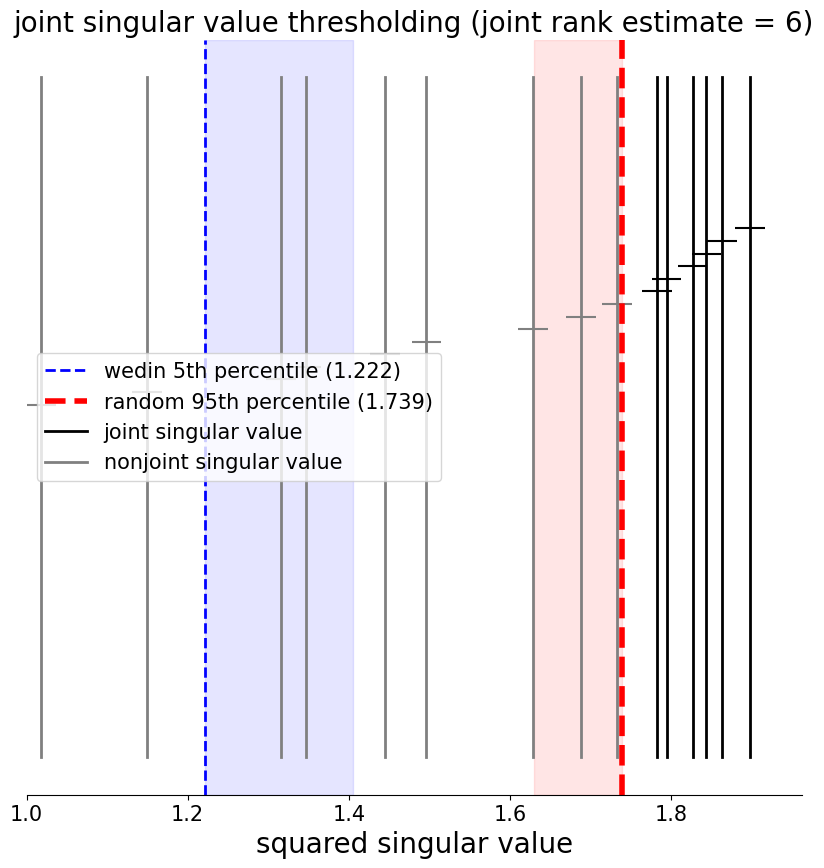 joint singular value thresholding (joint rank estimate = 6)
wedin 5th percentile (1.222)
random 95th percentile (1.739)
joint singular value
nonjoint singular value
1.0 1.2 1.4 1.6 1.8
squared singular value